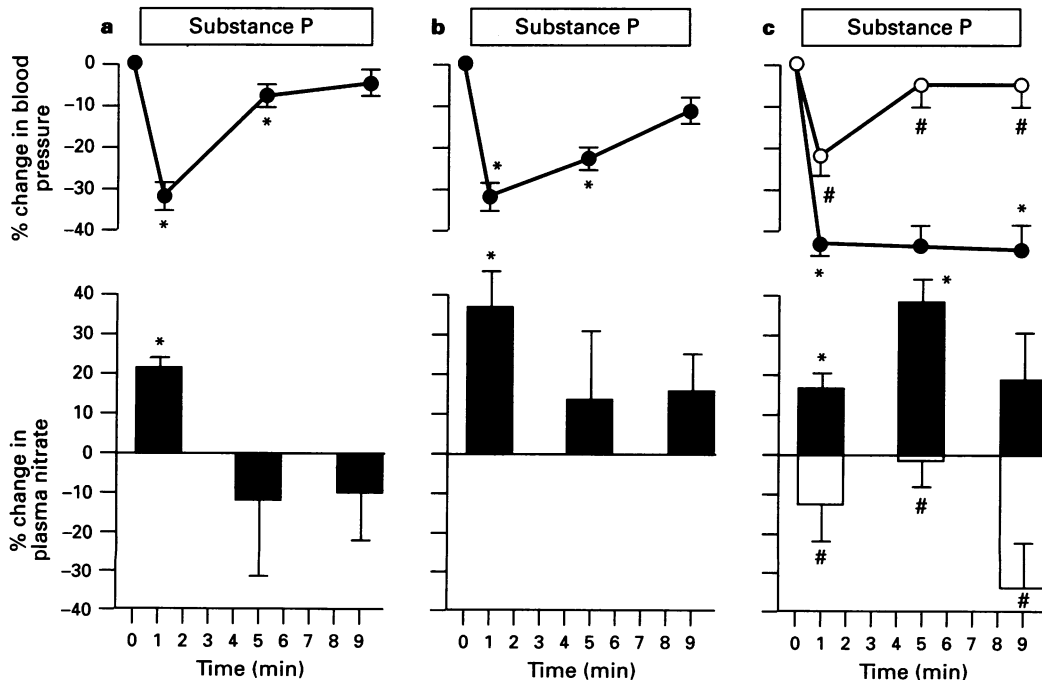 a Substance P
b Substance P
c Substance P
% change in blood
pressure
0
-10
-20
-30
-40
*
*
*
*
#
#
#
*
*
% change in
plasma nitrate
40
30
20
10
0
-10
-20
-30
-40
*
*
*
*
#
#
#
0 1 2 3 4 5 6 7 8 9
Time (min)
0 1 2 3 4 5 6 7 8 9
Time (min)
0 1 2 3 4 5 6 7 8 9
Time (min)